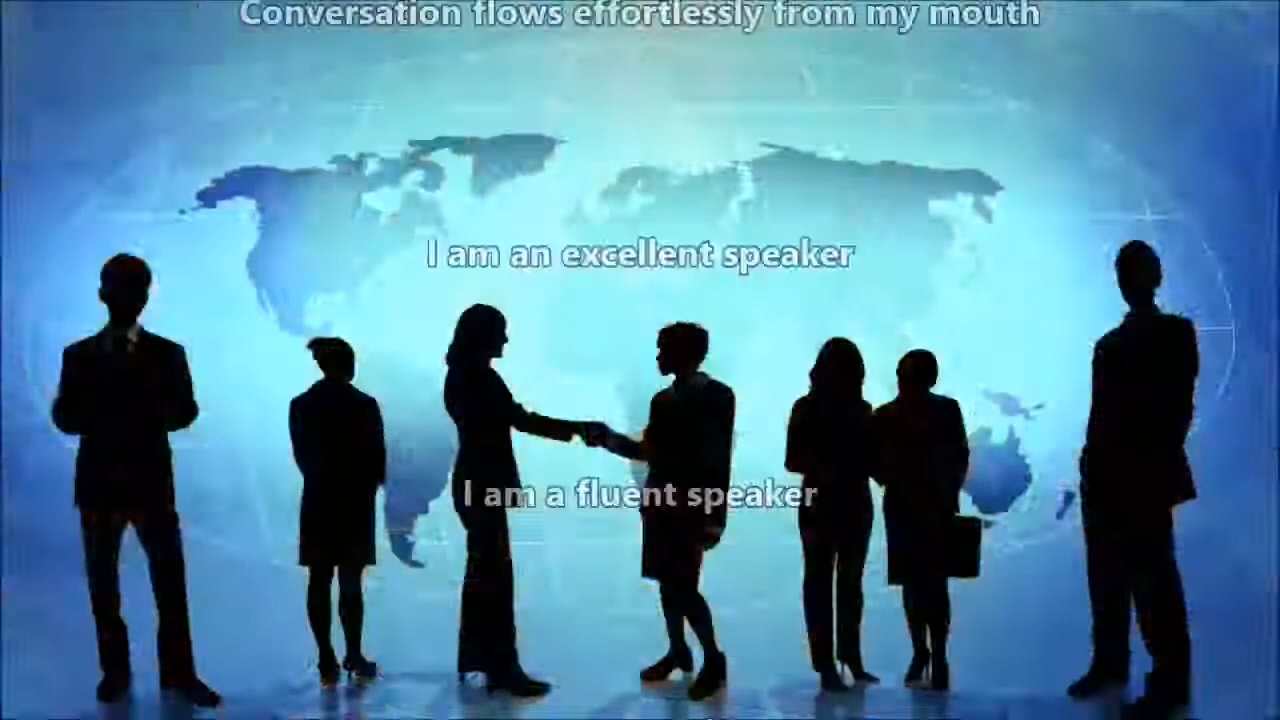 Conversation flows effortlessly from my mouth
I am an excellent speaker
I am a fluent speaker